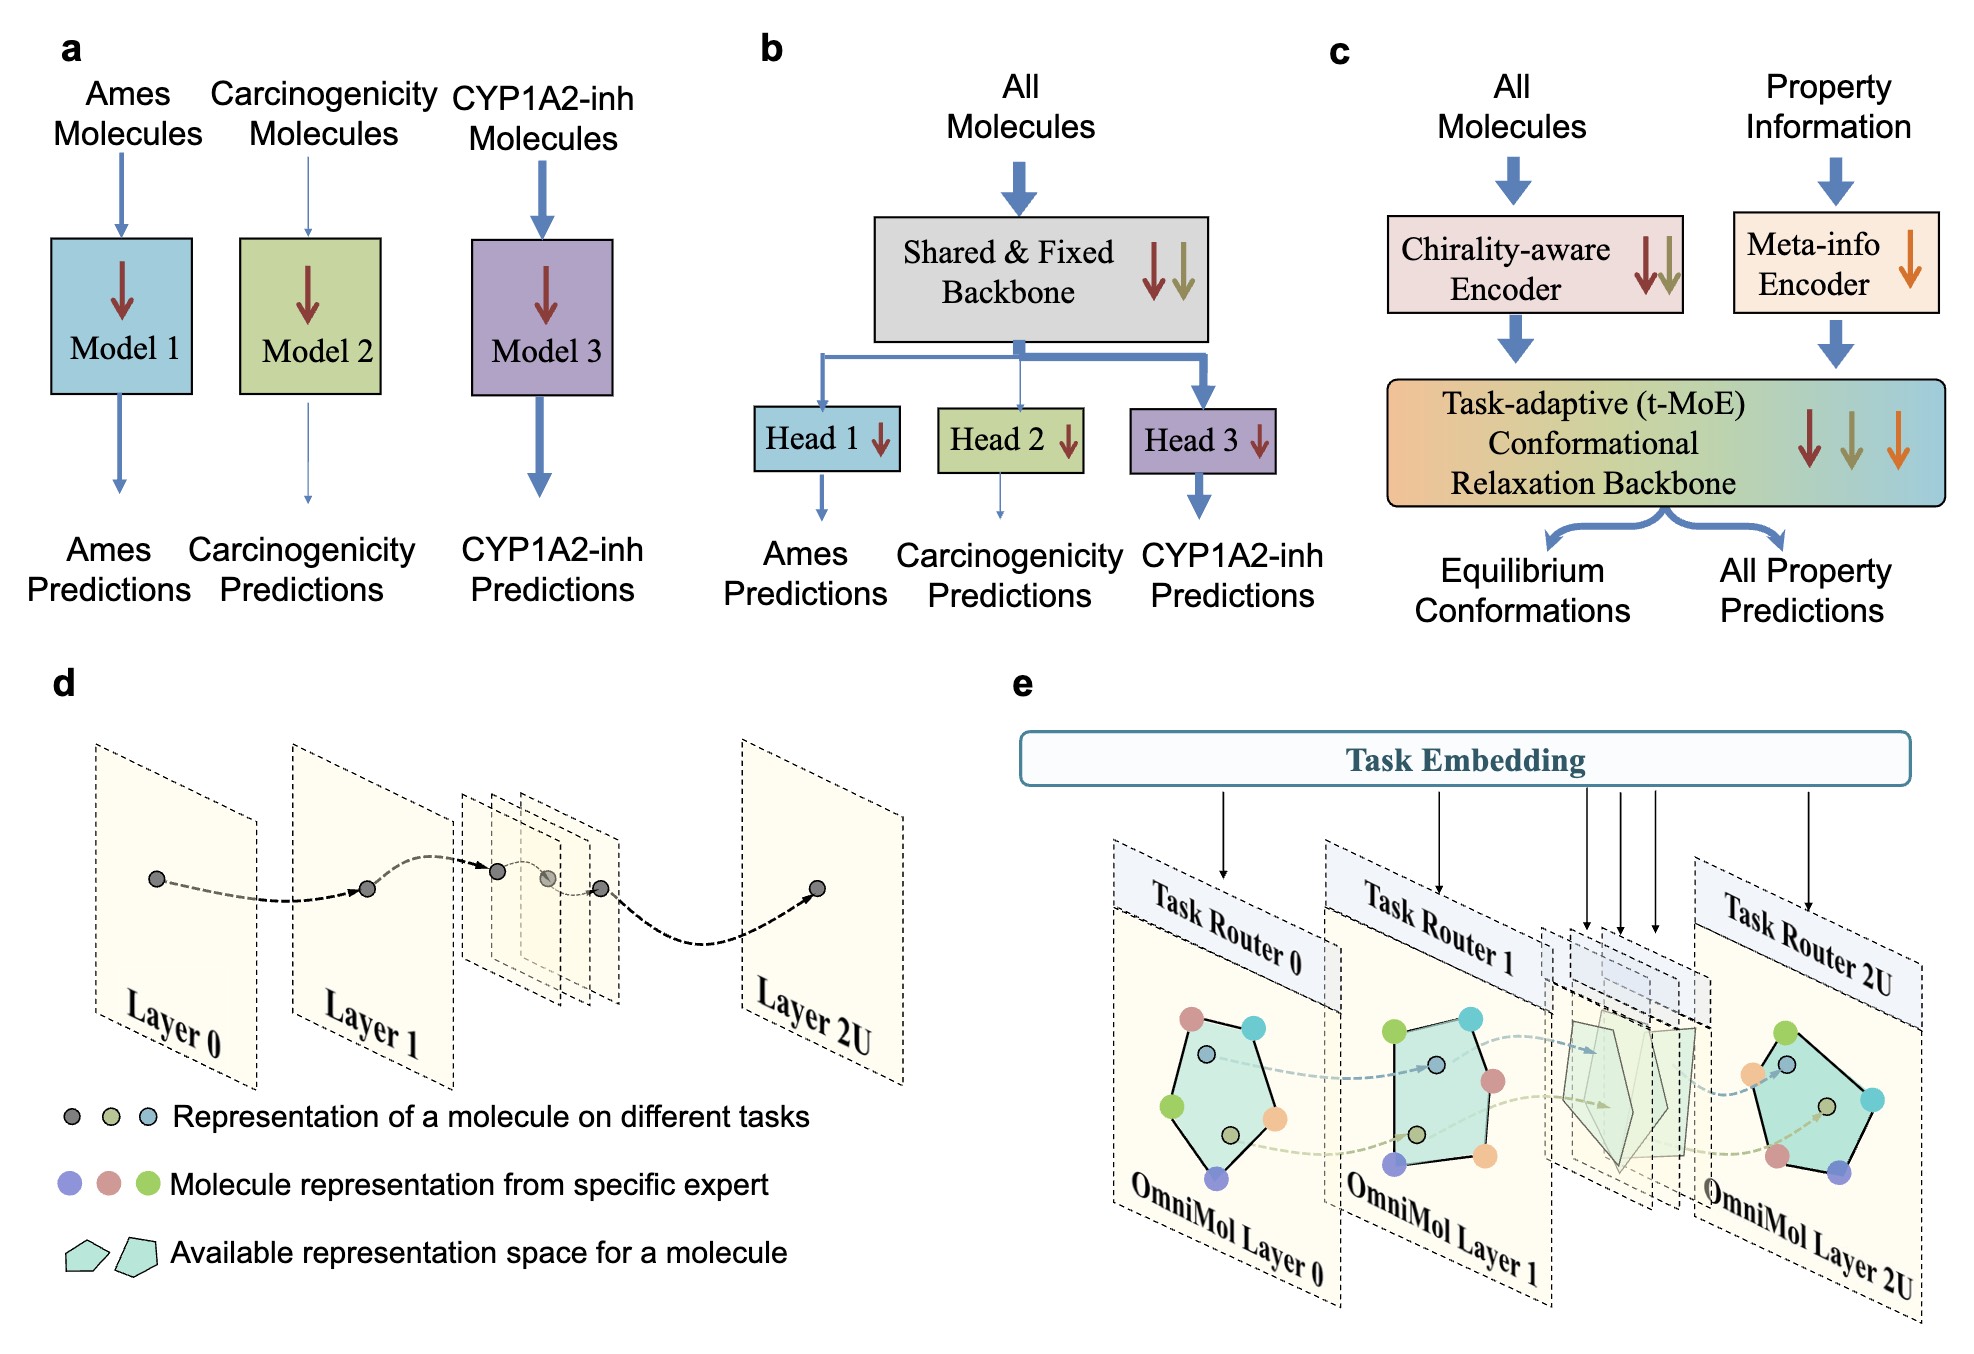 a
Ames
Molecules
Carcinogenicity
Molecules
CYP1A2-inh
Molecules
Model 1
Model 2
Model 3
Ames
Predictions
Carcinogenicity
Predictions
CYP1A2-inh
Predictions
b
All
Molecules
Shared & Fixed
Backbone
Head 1
Head 2
Head 3
Ames
Predictions
Carcinogenicity
Predictions
CYP1A2-inh
Predictions
c
All
Molecules
Property
Information
Chirality-aware
Encoder
Meta-info
Encoder
Task-adaptive (t-MoE)
Conformational
Relaxation Backbone
Equilibrium
Conformations
All Property
Predictions
d
Layer 0
Layer 1
Layer 2U
Representation of a molecule on different tasks
Molecule representation from specific expert
Available representation space for a molecule
e
Task Embedding
Task Router 0
Task Router 1
Task Router 2U
OmniMol Layer 0
OmniMol Layer 1
OmniMol Layer 2U